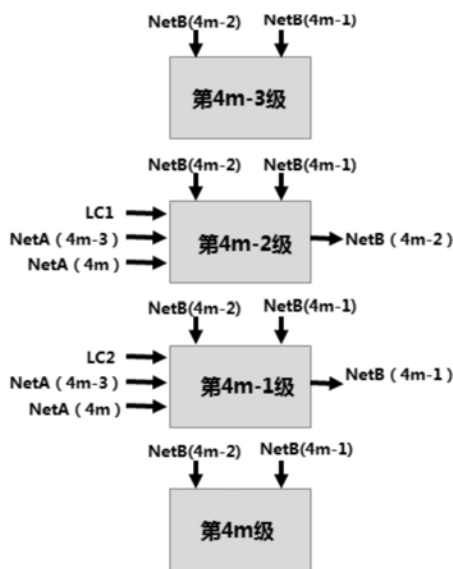 NetB(4m-2) NetB(4m-1)
第4m-3级
NetB(4m-2) NetB(4m-1)
LC1
NetA（4m-3）
NetA（4m）
第4m-2级
NetB（4m-2）
NetB(4m-2) NetB(4m-1)
LC2
NetA（4m-3）
NetA（4m）
第4m-1级
NetB（4m-1）
NetB(4m-2) NetB(4m-1)
第4m级